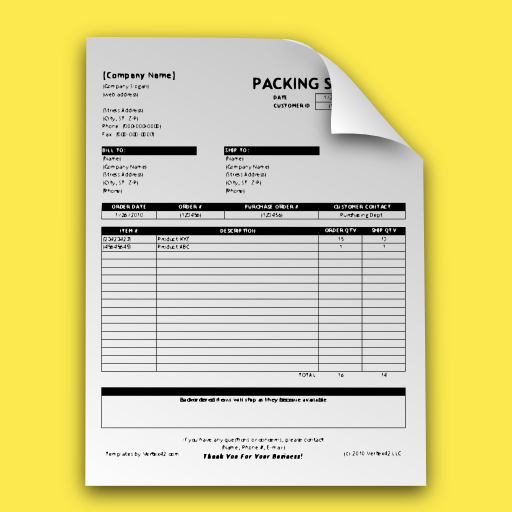 [Company Name]
(Company Slogan)
(web address)
PACKING S
DATE
CUSTOMER ID
(Street Address)
(City, ST ZIP)
Phone (000-000-0000)
Fax (000-000-0000)
BILL TO: SHIP TO:
(Name) (Name)
(Company Name) (Company Name)
(Street Address) (Street Address)
(City, ST ZIP) (City, ST ZIP)
(Phone) (Phone)
ORDER DATE ORDER # PURCHASE ORDER # CUSTOMER CONTACT
1/26/2010 (123456) (123456) Purchasing Dept
ITEM # DESCRIPTION ORDER QTY SHIP QTY
(23423423) Product XYZ 15 13
(45645645) Product ABC 1 1
TOTAL 16 14
Backordered items will ship as they become available
If you have any questions or concerns, please contact
(Name, Phone #, E-mail)
Templates by Vertex42.com Thank You For Your Business! (c) 2010 Vertex42 LLC